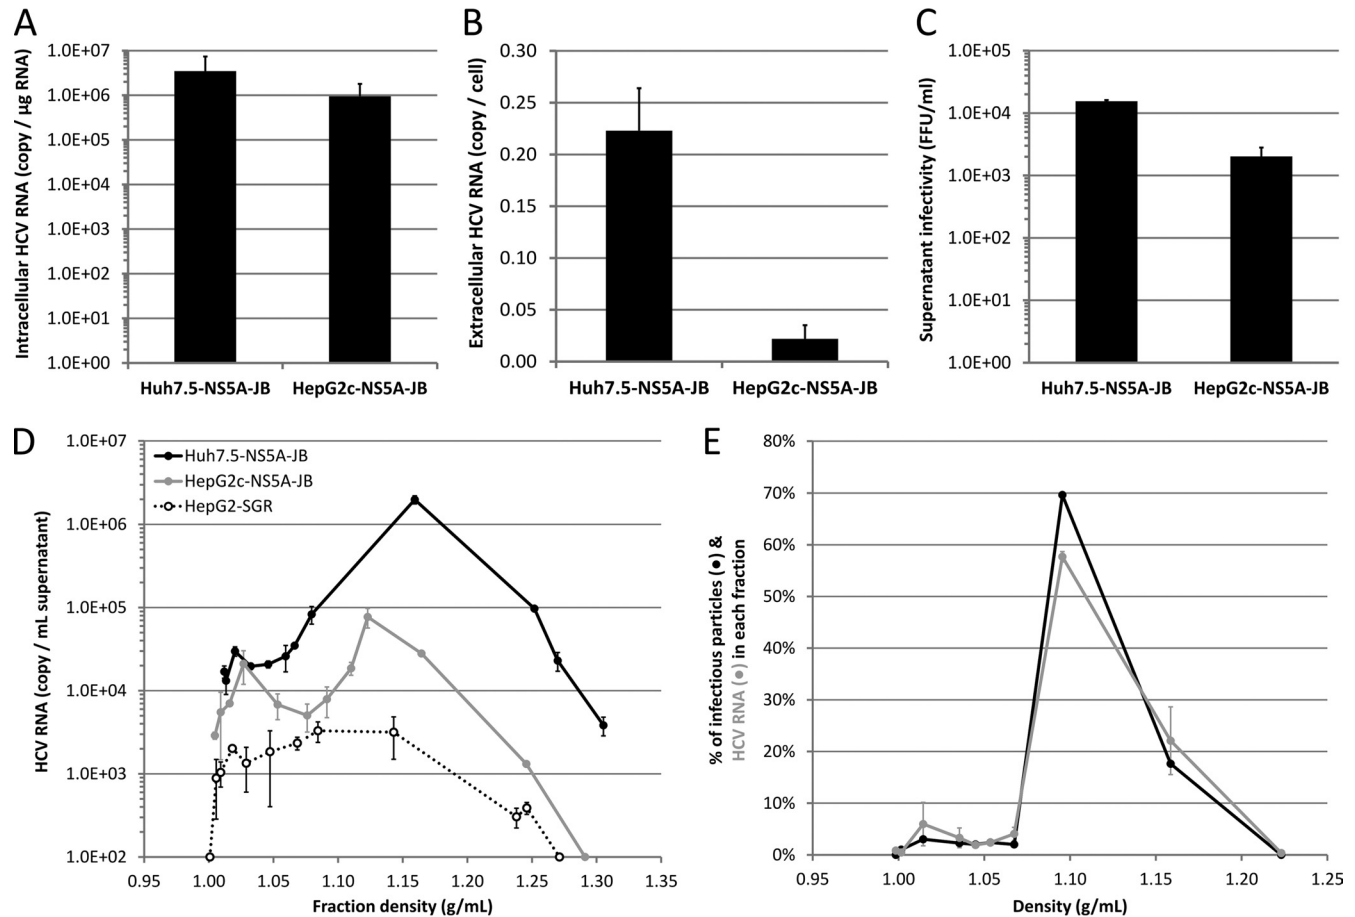 A
Intracellular HCV RNA (copy / µg RNA)
1.0E+07
1.0E+06
1.0E+05
1.0E+04
1.0E+03
1.0E+02
1.0E+01
1.0E+00
Huh7.5-NS5A-JB HepG2c-NS5A-JB
B
Extracellular HCV RNA (copy / cell)
0.30
0.25
0.20
0.15
0.10
0.05
0.00
Huh7.5-NS5A-JB HepG2c-NS5A-JB
C
Supernatant infectivity (FFU/ml)
1.0E+05
1.0E+04
1.0E+03
1.0E+02
1.0E+01
1.0E+00
Huh7.5-NS5A-JB HepG2c-NS5A-JB
D
HCV RNA (copy / mL supernatant)
1.0E+07
1.0E+06
1.0E+05
1.0E+04
1.0E+03
1.0E+02
Huh7.5-NS5A-JB
HepG2c-NS5A-JB
HepG2-SGR
0.95 1.00 1.05 1.10 1.15 1.20 1.25 1.30 1.35
Fraction density (g/mL)
E
% of infectious particles (●) &
HCV RNA (●) in each fraction
80%
70%
60%
50%
40%
30%
20%
10%
0%
0.95 1.00 1.05 1.10 1.15 1.20 1.25
Density (g/mL)